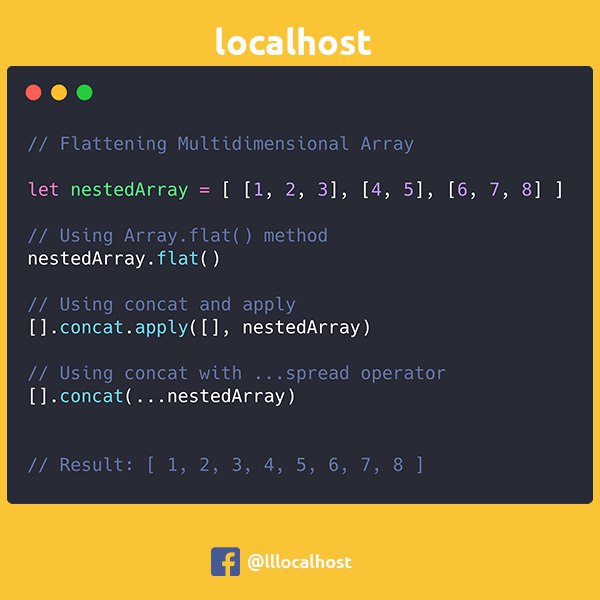 localhost
// Flattening Multidimensional Array
let nestedArray = [ [1, 2, 3], [4, 5], [6, 7, 8] ]
// Using Array.flat() method
nestedArray.flat()
// Using concat and apply
[].concat.apply([], nestedArray)
// Using concat with ...spread operator
[].concat(...nestedArray)
// Result: [ 1, 2, 3, 4, 5, 6, 7, 8 ]
@lllocalhost